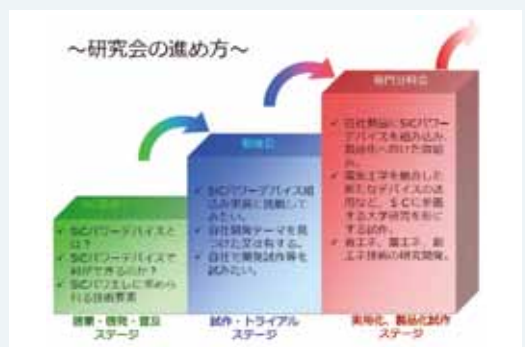 ～研究会の進め方～
専門分科会
勉強会
✓ 自社製品にSiCパワー
デバイスを組み込み
製品化へ向けた取組
み。
✓ 電気工学を融合した
新たなデバイスの活
用など、SiCに準拠
する大学研究を形に
する試作。
✓ 省エネ、蓄エネ、創
エネ技術の研究開発。
✓ SiCパワーデバイス組
込み実装に挑戦して
みたい。
✓ 自社開発テーマを見
つけた又は有する。
✓ 自社で開発試作等を
試みたい。
✓ SiCパワーデバイスと
は？
✓ SiCパワーデバイスで
何ができるのか？
✓ SiCパワエレに求めら
れる技術要素
提案・啓発・普及
ステージ
試作・トライアル
ステージ
実用化、製品化試作
ステージ